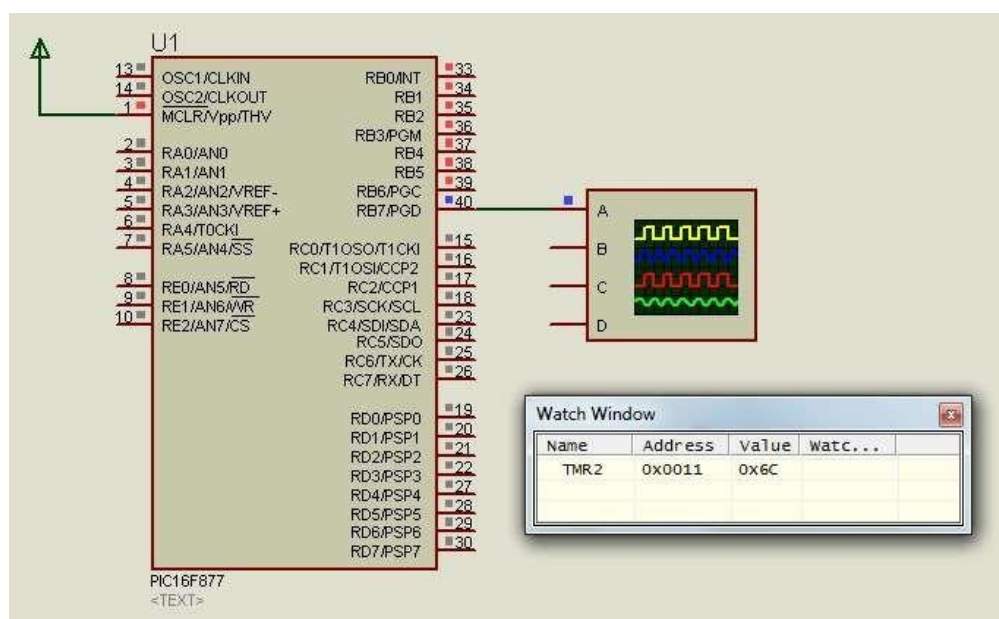 U1
13 OSC1/CLKIN
14 OSC2/CLKOUT
1 MCLR/Vpp/THV
2 RA0/AN0
3 RA1/AN1
4 RA2/AN2/VREF-
5 RA3/AN3/VREF+
6 RA4/T0CKI
7 RA5/AN4/SS
8 RE0/AN5/RD
9 RE1/AN6/WR
10 RE2/AN7/CS
RB0/INT 33
RB1 34
RB2 35
RB3/PGM 36
RB4 37
RB5 38
RB6/PGC 39
RB7/PGD 40
RC0/T1OSO/T1CKI 15
RC1/T1OSI/CCP2 16
RC2/CCP1 17
RC3/SCK/SCL 18
RC4/SDI/SDA 23
RC5/SDO 24
RC6/TX/CK 25
RC7/RX/DT 26
RD0/PSP0 19
RD1/PSP1 20
RD2/PSP2 21
RD3/PSP3 22
RD4/PSP4 27
RD5/PSP5 28
RD6/PSP6 29
RD7/PSP7 30
PIC16F877
<TEXT>
A
B
C
D
Watch Window
Name Address Value Watc...
TMR2 0x0011 0x6C